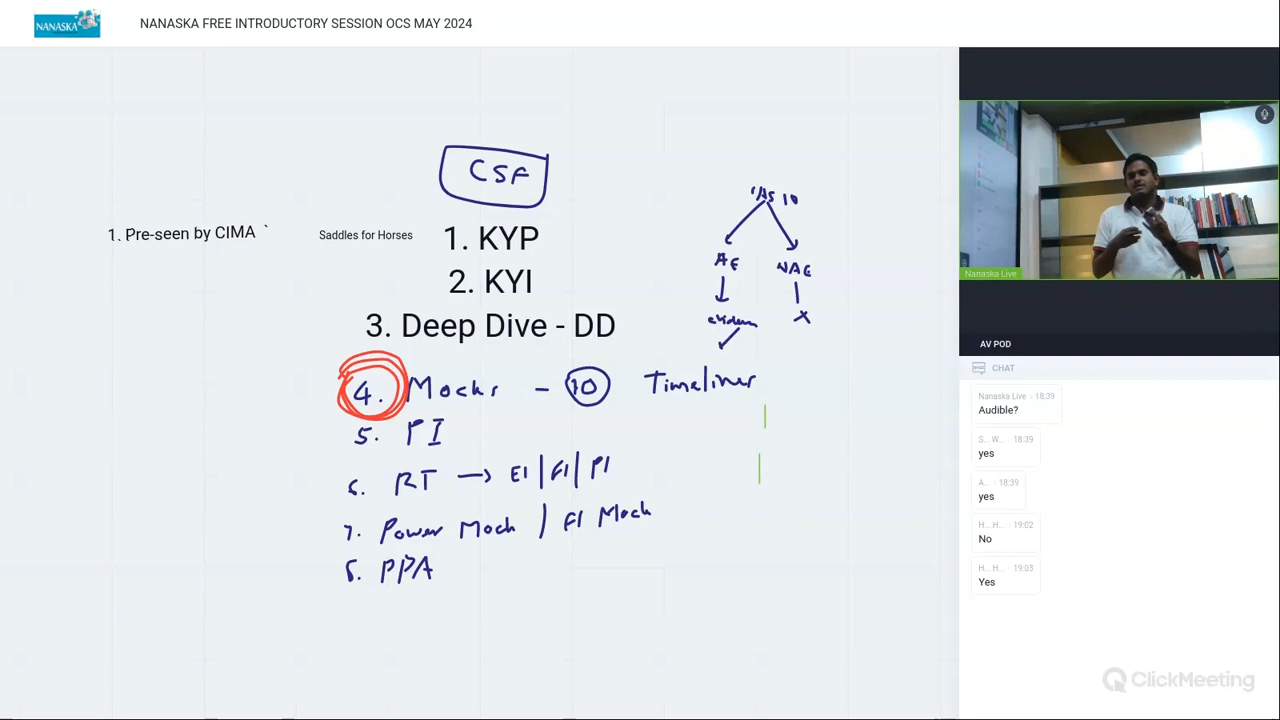 NANASKA
NANASKA FREE INTRODUCTORY SESSION OCS MAY 2024
CSF
1. Pre-seen by CIMA `
Saddles for Horses
1. KYP
2. KYI
3. Deep Dive - DD
4. Mocks - 10 Timeliner
5. PI
6. RT → EI | FI | PI
7. Power Mock | FI Mock
8. PPA
IAS 10
AE NAE
✓ X
Nanaska Live
AV POD
CHAT
Nanaska Live · 18:39
Audible?
S... W... · 18:39
yes
A... · 18:39
yes
H... H... · 19:02
No
H... H... · 19:03
Yes
ClickMeeting